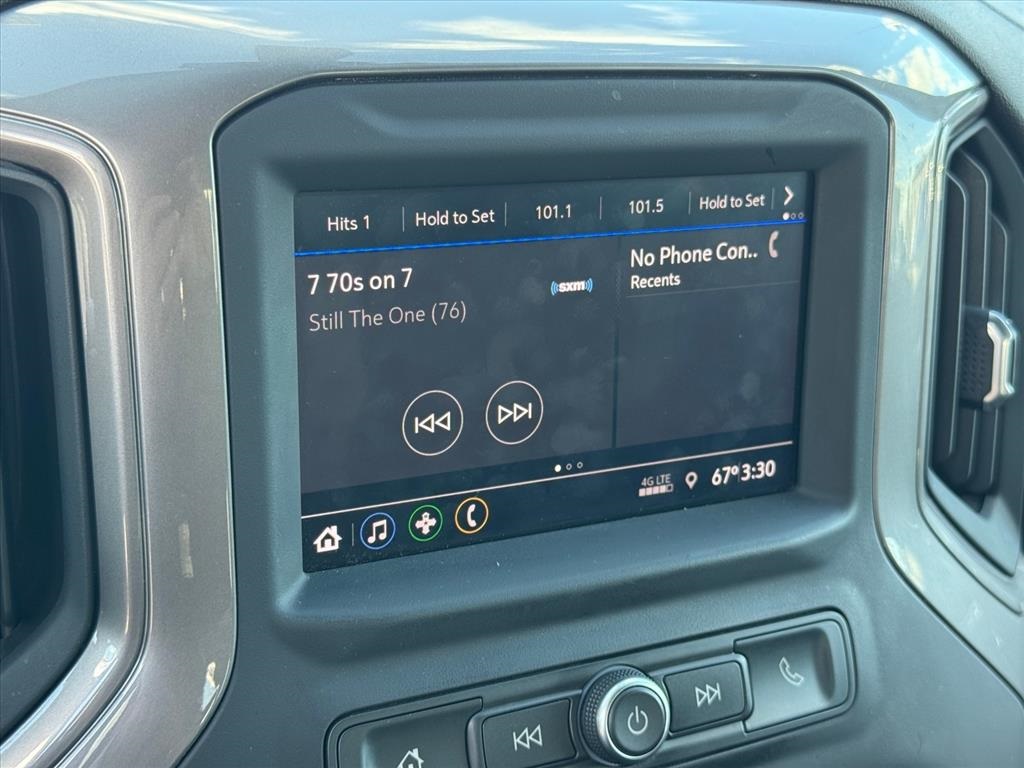 Hits 1 Hold to Set 101.1 101.5 Hold to Set
7 70s on 7
Still The One (76)
sxm
No Phone Con..
Recents
4G LTE 67° 3:30